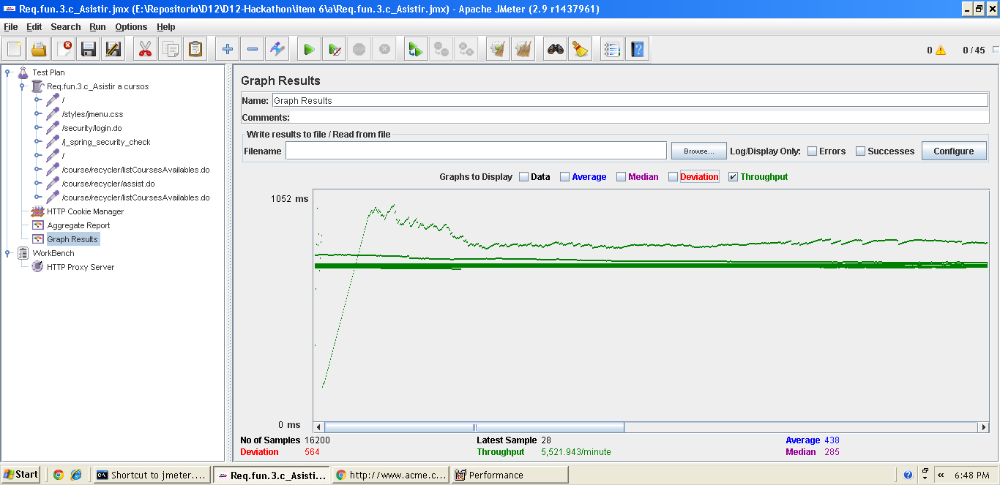 Req.fun.3.c_Asistir.jmx (E:\Repositorio\D12\D12-Hackathon\item 6\a\Req.fun.3.c_Asistir.jmx) - Apache JMeter (2.9 r1437961)
File Edit Search Run Options Help
0 0 / 45
Test Plan
Req.fun.3.c_Asistir a cursos
/
/styles/jmenu.css
/security/login.do
/j_spring_security_check
/
/course/recycler/listCoursesAvailables.do
/course/recycler/assist.do
/course/recycler/listCoursesAvailables.do
HTTP Cookie Manager
Aggregate Report
Graph Results
WorkBench
HTTP Proxy Server
Graph Results
Name: Graph Results
Comments:
Write results to file / Read from file
Filename Browse... Log/Display Only: Errors Successes Configure
Graphs to Display Data Average Median Deviation Throughput
1052 ms
0 ms
No of Samples 16200 Latest Sample 28 Average 438
Deviation 564 Throughput 5,521.943/minute Median 285
Start Shortcut to jmeter.... Req.fun.3.c_Asisti... http://www.acme.c... Performance 6:48 PM